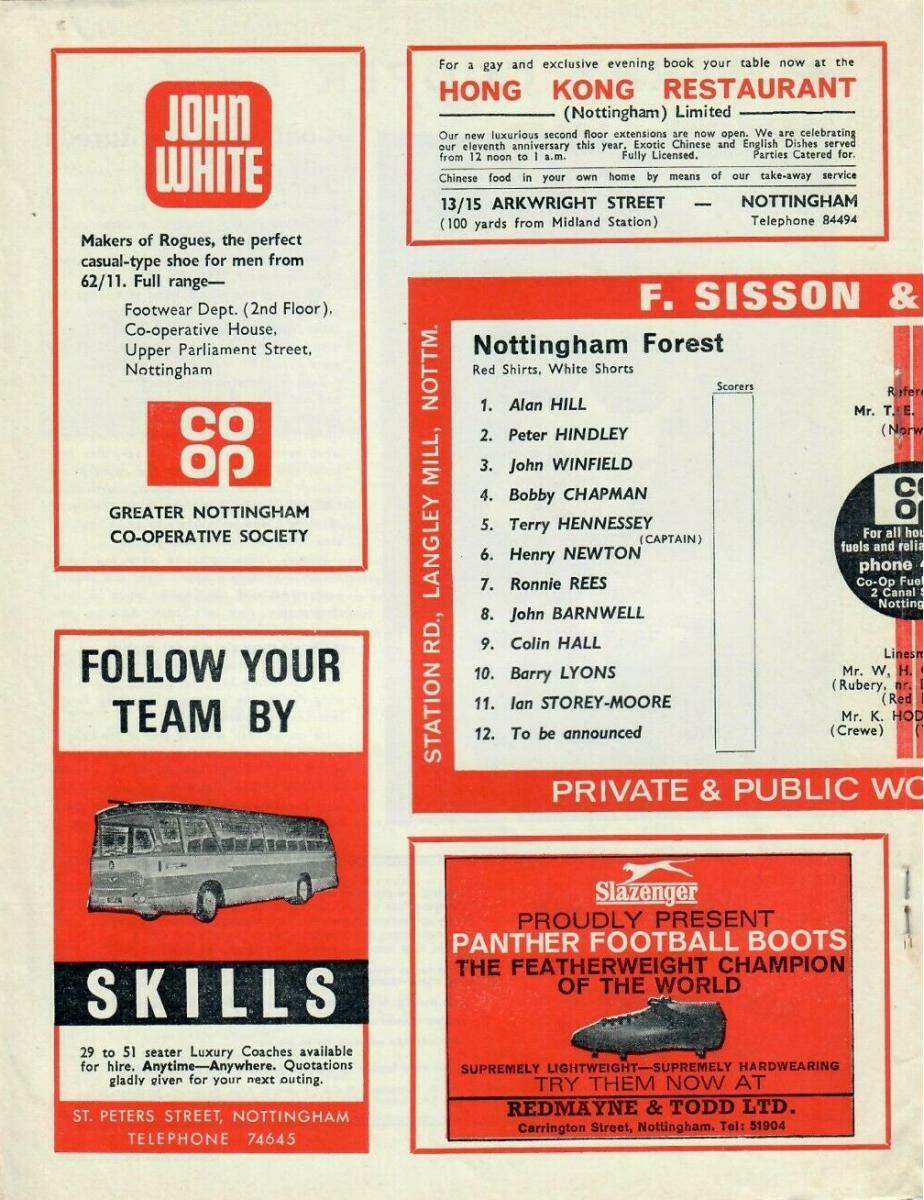 JOHN
WHITE
Makers of Rogues, the perfect
casual-type shoe for men from
62/11. Full range—
Footwear Dept. (2nd Floor),
Co-operative House,
Upper Parliament Street,
Nottingham
CO
OP
GREATER NOTTINGHAM
CO-OPERATIVE SOCIETY
FOLLOW YOUR
TEAM BY
SKILLS
29 to 51 seater Luxury Coaches available
for hire. Anytime—Anywhere. Quotations
gladly given for your next outing.
ST. PETERS STREET, NOTTINGHAM
TELEPHONE 74645
For a gay and exclusive evening book your table now at the
HONG KONG RESTAURANT
(Nottingham) Limited
Our new luxurious second floor extensions are now open. We are celebrating
our eleventh anniversary this year. Exotic Chinese and English Dishes served
from 12 noon to 1 a.m. Fully Licensed. Parties Catered for.
Chinese food in your own home by means of our take-away service
13/15 ARKWRIGHT STREET — NOTTINGHAM
(100 yards from Midland Station) Telephone 84494
F. SISSON &
STATION RD., LANGLEY MILL, NOTTM.
Nottingham Forest
Red Shirts, White Shorts
Scorers
1. Alan HILL
2. Peter HINDLEY
3. John WINFIELD
4. Bobby CHAPMAN
5. Terry HENNESSEY
(CAPTAIN)
6. Henry NEWTON
7. Ronnie REES
8. John BARNWELL
9. Colin HALL
10. Barry LYONS
11. Ian STOREY-MOORE
12. To be announced
Mr. T. E.
For all
fuels and
phone
Co-Op
2 Canal
Mr. W. H.
(Rubery, nr.
(Red
Mr. K.
(Crewe)
PRIVATE & PUBLIC
Slazenger
PROUDLY PRESENT
PANTHER FOOTBALL BOOTS
THE FEATHERWEIGHT CHAMPION
OF THE WORLD
SUPREMELY LIGHTWEIGHT—SUPREMELY HARDWEARING
TRY THEM NOW AT
REDMAYNE & TODD LTD.
Carrington Street, Nottingham. Tel: 51904